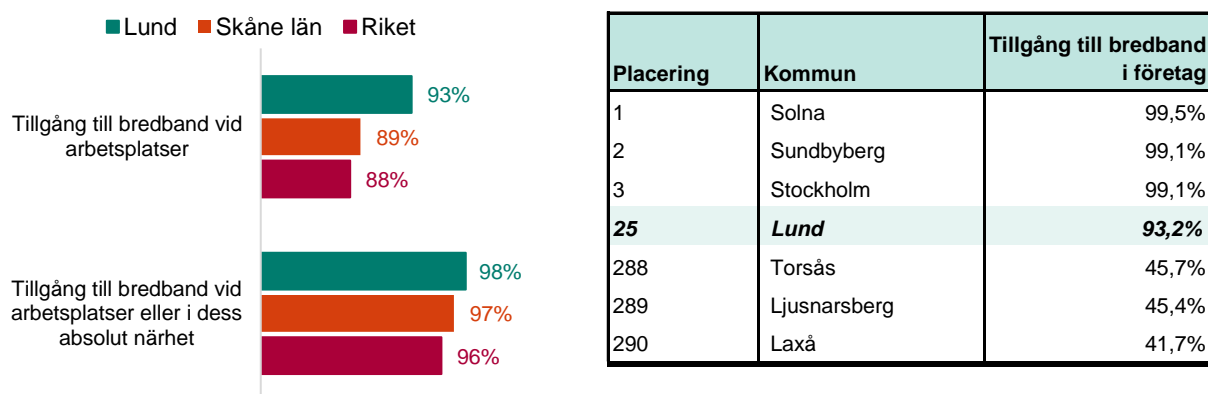 Lund Skåne län Riket
Tillgång till bredband vid
arbetsplatser
93%
89%
88%
Tillgång till bredband vid
arbetsplatser eller i dess
absolut närhet
98%
97%
96%
Placering Kommun Tillgång till bredband
i företag
1 Solna 99,5%
2 Sundbyberg 99,1%
3 Stockholm 99,1%
25 Lund 93,2%
288 Torsås 45,7%
289 Ljusnarsberg 45,4%
290 Laxå 41,7%